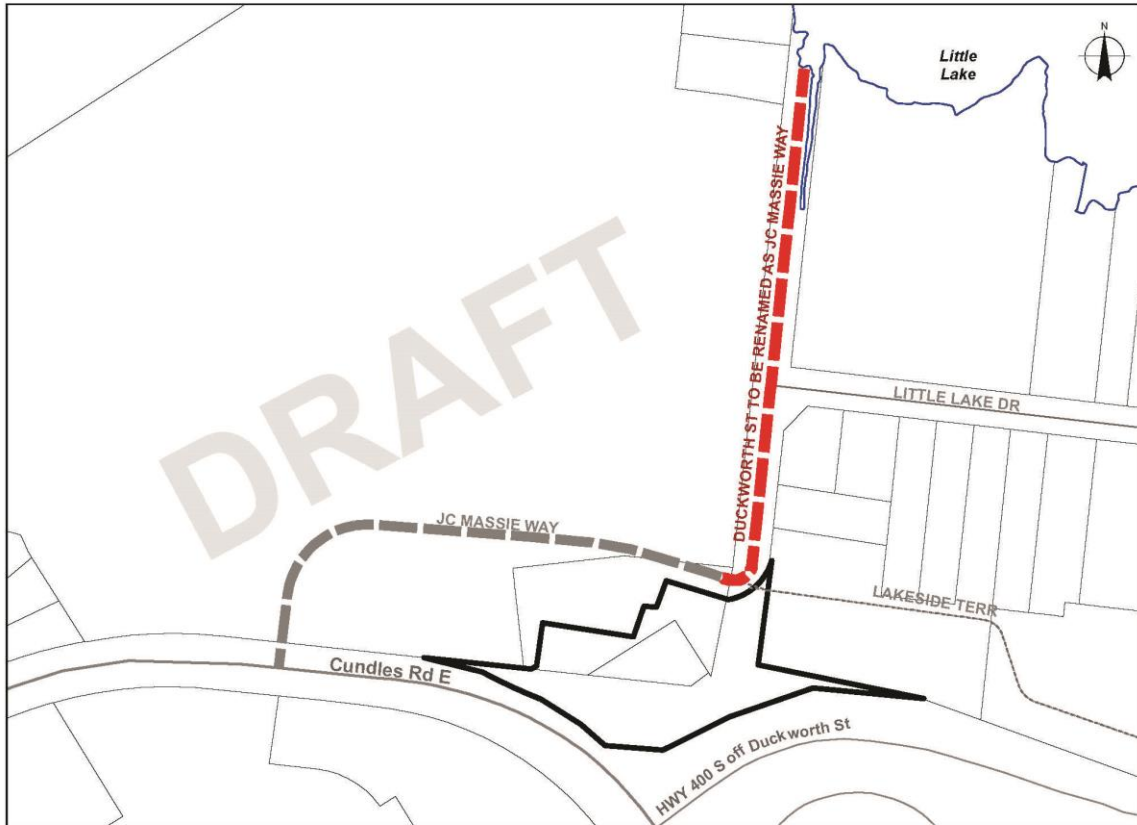 N
Little
Lake
DUCKWORTH ST TO BE RENAMED AS JC MASSIE WAY
DRAFT
LITTLE LAKE DR
JC MASSIE WAY
LAKESIDE TERR
Cundles Rd E
HWY 400 S off Duckworth St